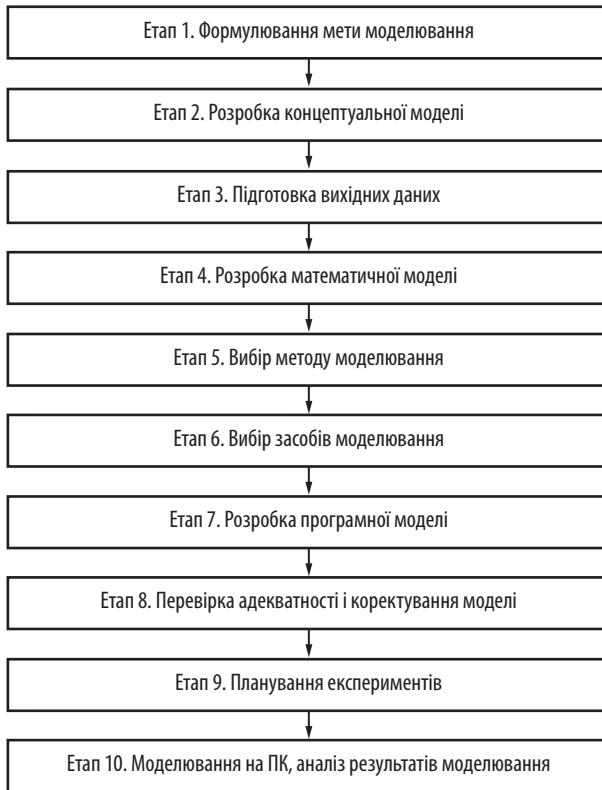 Етап 1. Формулювання мети моделювання
Етап 2. Розробка концептуальної моделі
Етап 3. Підготовка вихідних даних
Етап 4. Розробка математичної моделі
Етап 5. Вибір методу моделювання
Етап 6. Вибір засобів моделювання
Етап 7. Розробка програмної моделі
Етап 8. Перевірка адекватності і коректування моделі
Етап 9. Планування експериментів
Етап 10. Моделювання на ПК, аналіз результатів моделювання